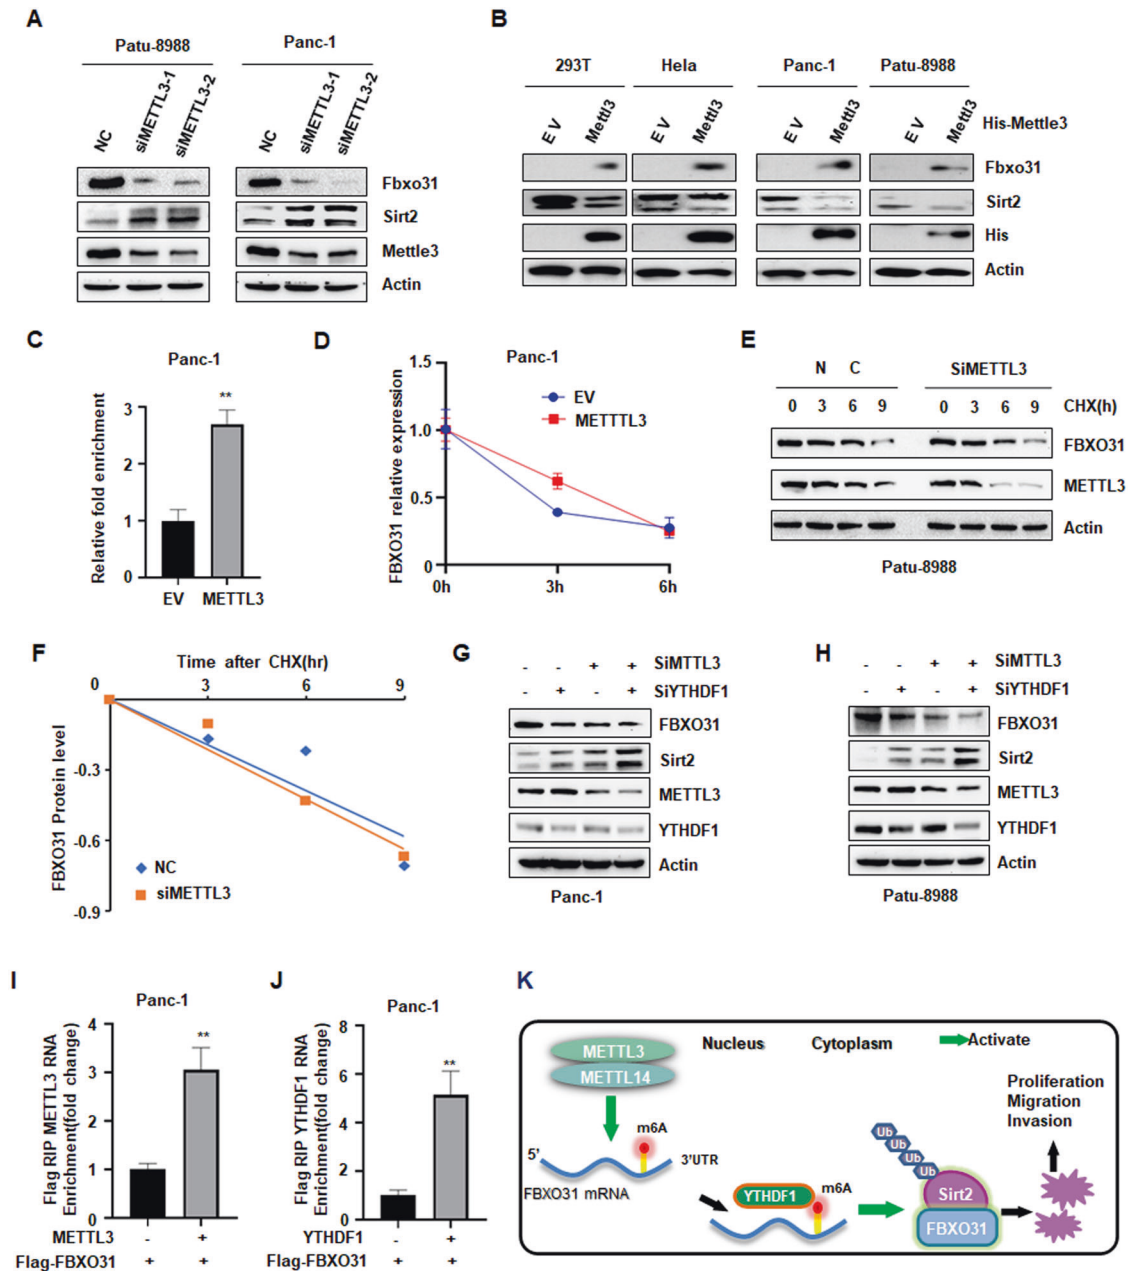 A
Patu-8988
Panc-1
NC
siMETTL3-1
siMETTL3-2
NC
siMETTL3-1
siMETTL3-2
Fbxo31
Sirt2
Mettle3
Actin
B
293T
Hela
Panc-1
Patu-8988
E V
Mettl3
E V
Mettl3
E V
Mettl3
E V
Mettl3
His-Mettle3
Fbxo31
Sirt2
His
Actin
C
Panc-1
Relative fold enrichment
3
2
1
0
**
EV
METTL3
D
Panc-1
FBXO31 relative expression
1.5
1.0
0.5
0
EV
METTTL3
0h
3h
6h
E
N C
SiMETTL3
0 3 6 9 0 3 6 9 CHX(h)
FBXO31
METTL3
Actin
Patu-8988
F
Time after CHX(hr)
0 3 6 9
-0.3
-0.6
-0.9
FBXO31 Protein level
NC
siMETTL3
G
- - + + SiMTTL3
- + - + SiYTHDF1
FBXO31
Sirt2
METTL3
YTHDF1
Actin
Panc-1
H
- - + + SiMTTL3
- + - + SiYTHDF1
FBXO31
Sirt2
METTL3
YTHDF1
Actin
Patu-8988
I
Panc-1
Flag RIP METTL3 RNA
Enrichment(fold change)
4
3
2
1
0
**
METTL3 - +
Flag-FBXO31 + +
J
Panc-1
Flag RIP YTHDF1 RNA
Enrichment(fold change)
8
6
4
2
0
**
YTHDF1 - +
Flag-FBXO31 + +
K
METTL3
METTL14
Nucleus
Cytoplasm
Activate
5'
m6A
3'UTR
FBXO31 mRNA
YTHDF1
m6A
Ub
Ub
Ub
Ub
Sirt2
FBXO31
Proliferation
Migration
Invasion